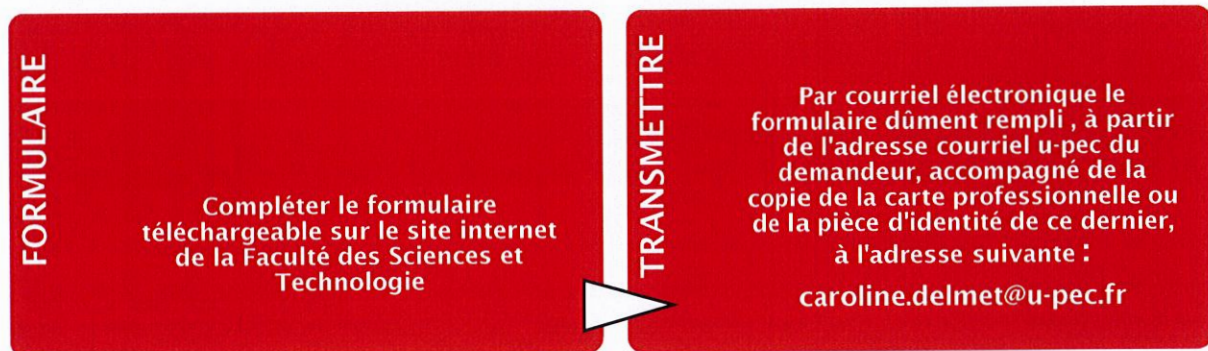 FORMULAIRE
Compléter le formulaire
téléchargeable sur le site internet
de la Faculté des Sciences et
Technologie
TRANSMETTRE
Par courriel électronique le
formulaire dûment rempli , à partir
de l'adresse courriel u-pec du
demandeur, accompagné de la
copie de la carte professionnelle ou
de la pièce d'identité de ce dernier,
à l'adresse suivante :
caroline.delmet@u-pec.fr